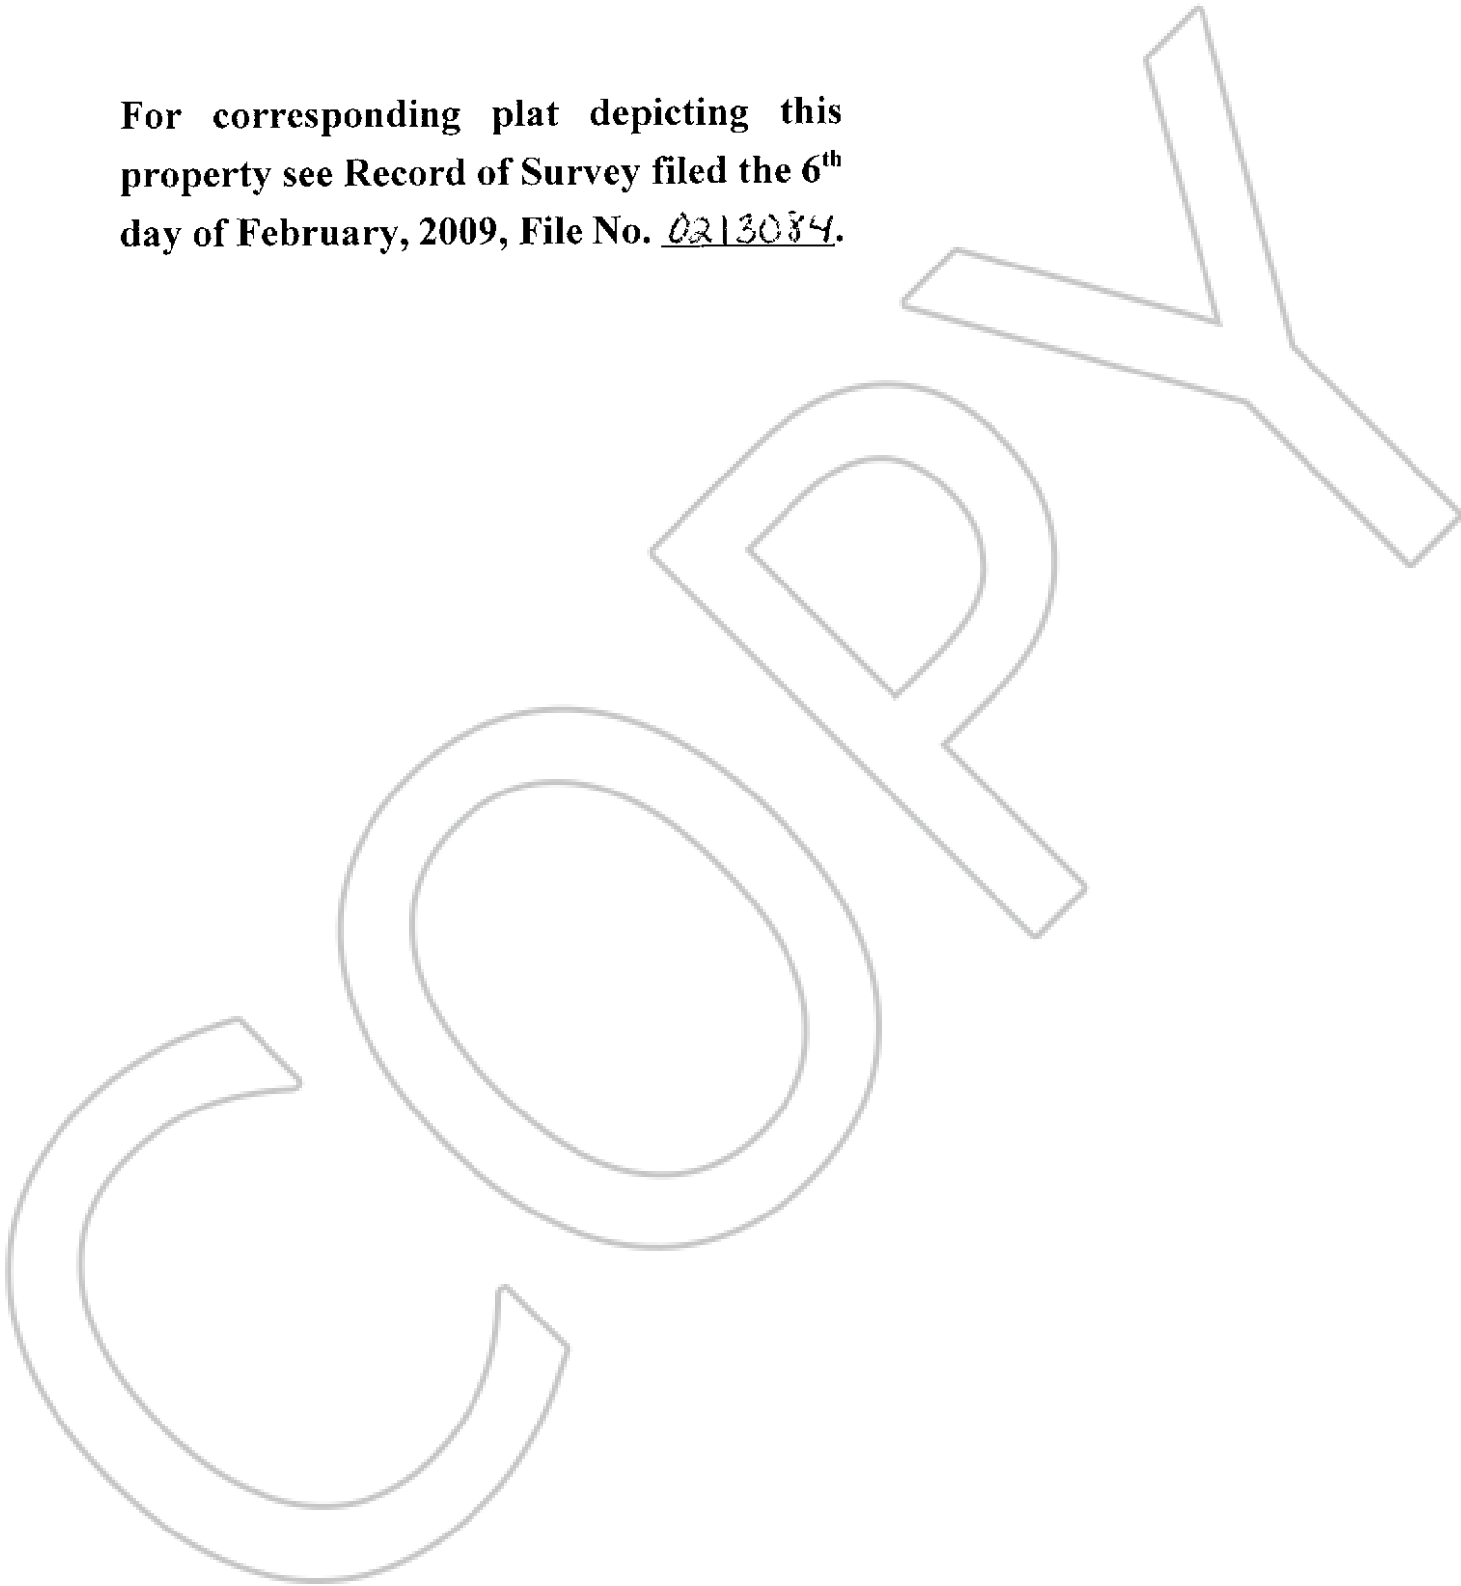 For corresponding plat depicting this
property see Record of Survey filed the 6th
day of February, 2009, File No. 0213084.
COPY